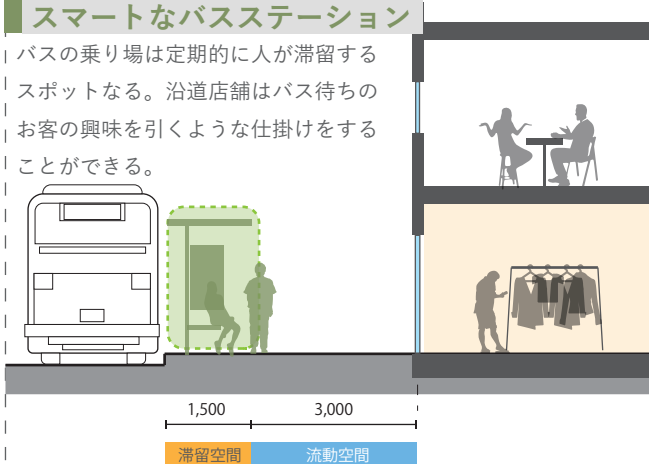 スマートなバスステーション
バスの乗り場は定期的に人が滞留する
スポットなる。沿道店舗はバス待ちの
お客の興味を引くような仕掛けをする
ことができる。
1,500 3,000
滞留空間 流動空間